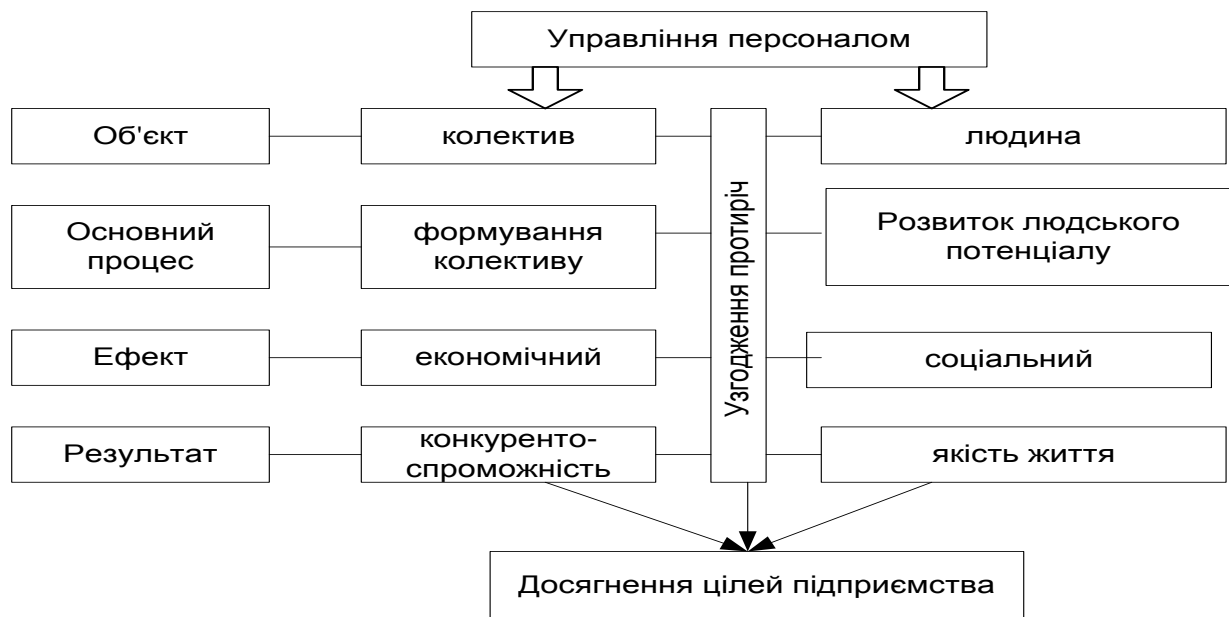 Управління персоналом
Об'єкт
колектив
людина
Основний
процес
формування
колективу
Узгодження протиріч
Розвиток людського
потенціалу
Ефект
економічний
соціальний
Результат
конкуренто-
спроможність
якість життя
Досягнення цілей підприємства